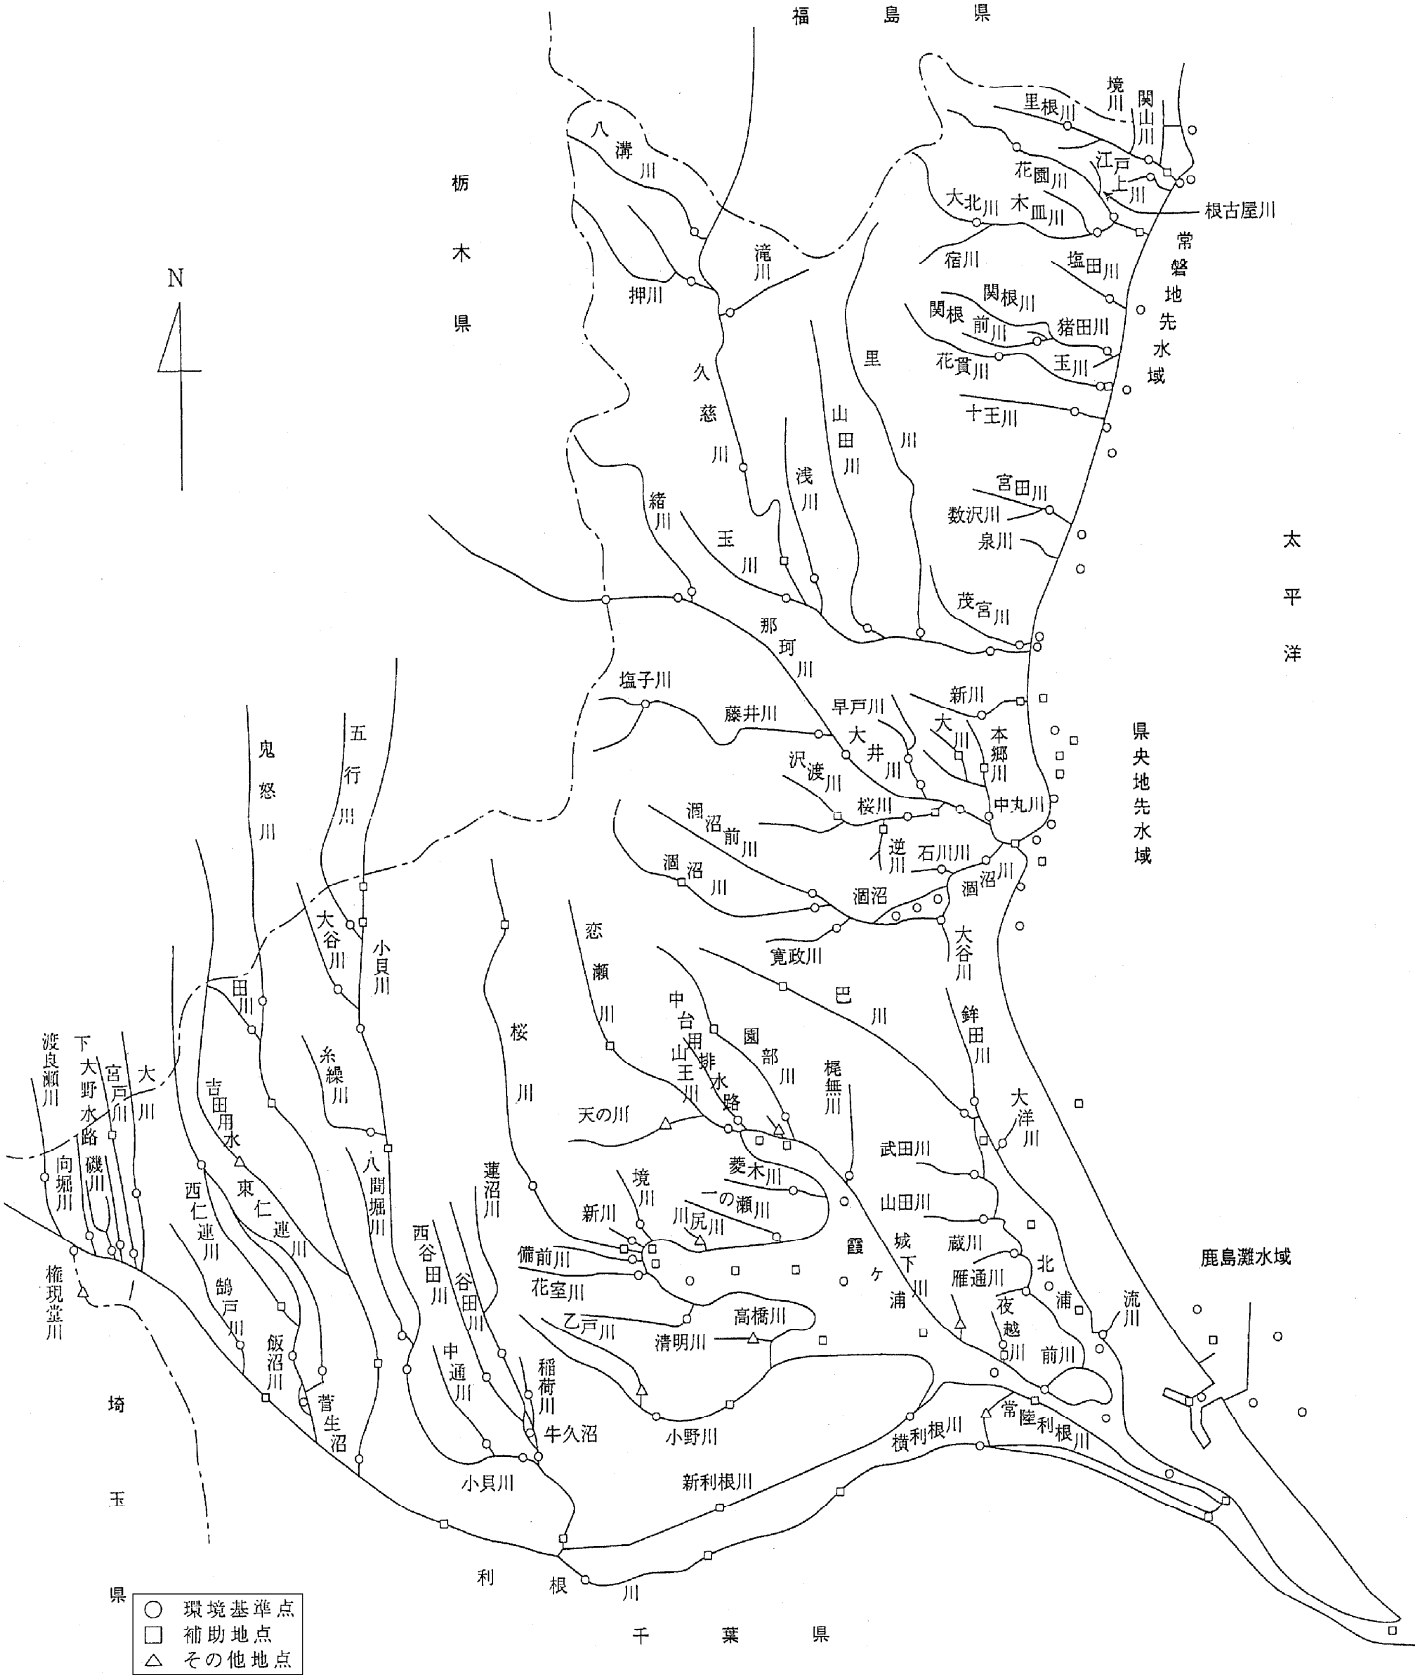 福島県
境川
関山川
里根川
江戸上川
花園川
大北川
木皿川
根古屋川
八溝川
栃木県
N
押川
滝川
宿川
塩田川
常磐地先水域
関根川
関根前川
猪田川
玉川
花貫川
十王川
久慈川
里川
山田川
浅川
宮田川
数沢川
泉川
太平洋
緒川
玉川
茂宮川
那珂川
塩子川
藤井川
早戸川
大井川
大川
本郷川
新川
県央地先水域
沢渡川
桜川
中丸川
逆川
石川川
涸沼前川
涸沼川
涸沼
涸沼川
大谷川
寛政川
鬼怒川
五行川
大谷川
小貝川
田川
恋瀬川
桜川
中台用排水路
山王川
園部川
巴川
鉾田川
大洋川
梶無川
渡良瀬川
下大野水路
宮戸川
大川
吉田用水
糸繰川
天の川
武田川
菱木川
山田川
向堀川
磯川
西仁連川
東仁連川
八間堀川
蓮沼川
境川
新川
川尻川
一の瀬川
西谷田川
谷田川
備前川
花室川
霞ヶ浦
城下川
蔵川
雁通川
北浦
鹿島灘水域
権現堂川
鵠戸川
飯沼川
菅生沼
乙戸川
高橋川
清明川
夜越川
前川
流川
中通川
稲荷川
牛久沼
小野川
横利根川
常陸利根川
小貝川
新利根川
利根川
埼玉県
千葉県
○ 環境基準点
□ 補助地点
△ その他地点